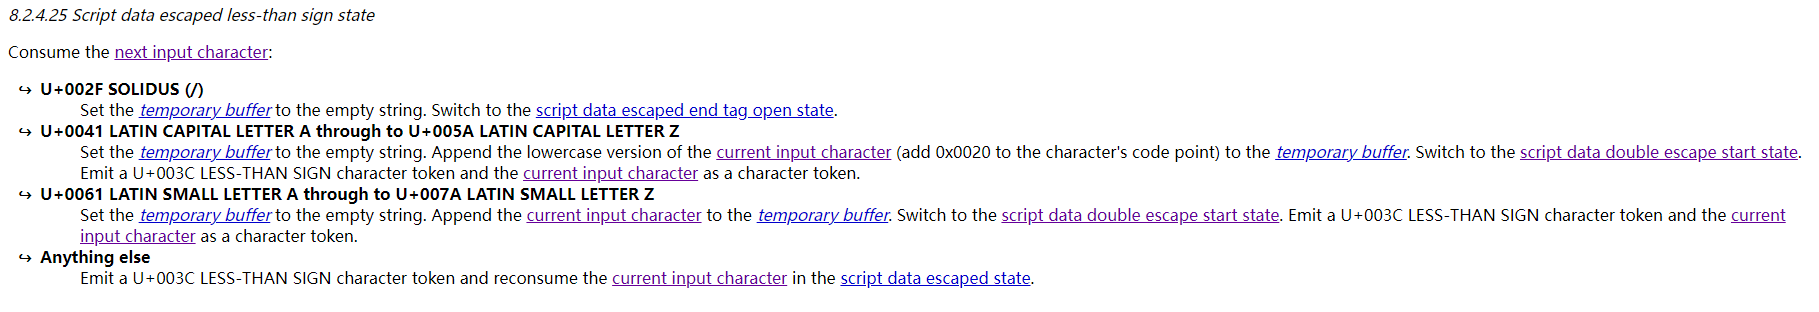 8.2.4.25 Script data escaped less-than sign state
Consume the next input character:
↪ U+002F SOLIDUS (/)
Set the temporary buffer to the empty string. Switch to the script data escaped end tag open state.
↪ U+0041 LATIN CAPITAL LETTER A through to U+005A LATIN CAPITAL LETTER Z
Set the temporary buffer to the empty string. Append the lowercase version of the current input character (add 0x0020 to the character's code point) to the temporary buffer. Switch to the script data double escape start state.
Emit a U+003C LESS-THAN SIGN character token and the current input character as a character token.
↪ U+0061 LATIN SMALL LETTER A through to U+007A LATIN SMALL LETTER Z
Set the temporary buffer to the empty string. Append the current input character to the temporary buffer. Switch to the script data double escape start state. Emit a U+003C LESS-THAN SIGN character token and the current
input character as a character token.
↪ Anything else
Emit a U+003C LESS-THAN SIGN character token and reconsume the current input character in the script data escaped state.